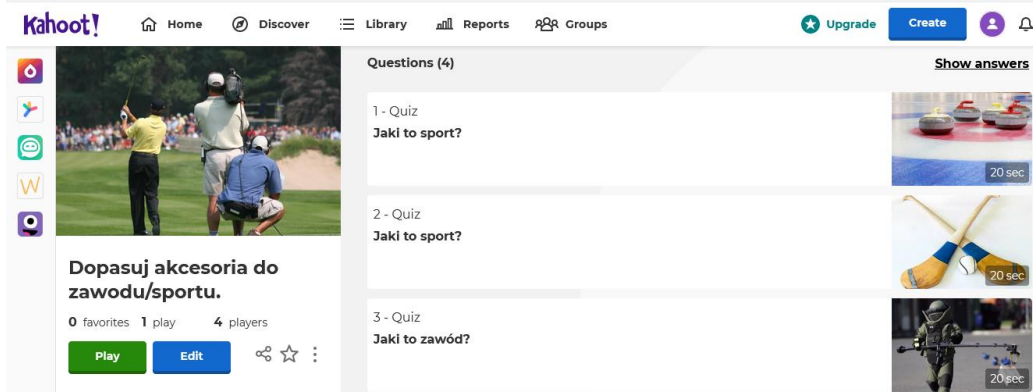 Kahoot!
Home
Discover
Library
Reports
Groups
Upgrade
Create
Questions (4)
Show answers
1 - Quiz
Jaki to sport?
20 sec
2 - Quiz
Jaki to sport?
20 sec
3 - Quiz
Jaki to zawód?
20 sec
Dopasuj akcesoria do
zawodu/sportu.
0 favorites 1 play 4 players
Play
Edit